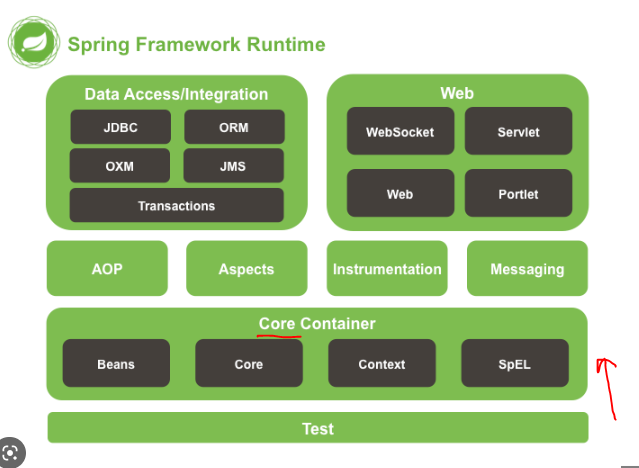 Spring Framework Runtime
Data Access/Integration
JDBC ORM
OXM JMS
Transactions
Web
WebSocket Servlet
Web Portlet
AOP Aspects Instrumentation Messaging
Core Container
Beans Core Context SpEL
Test